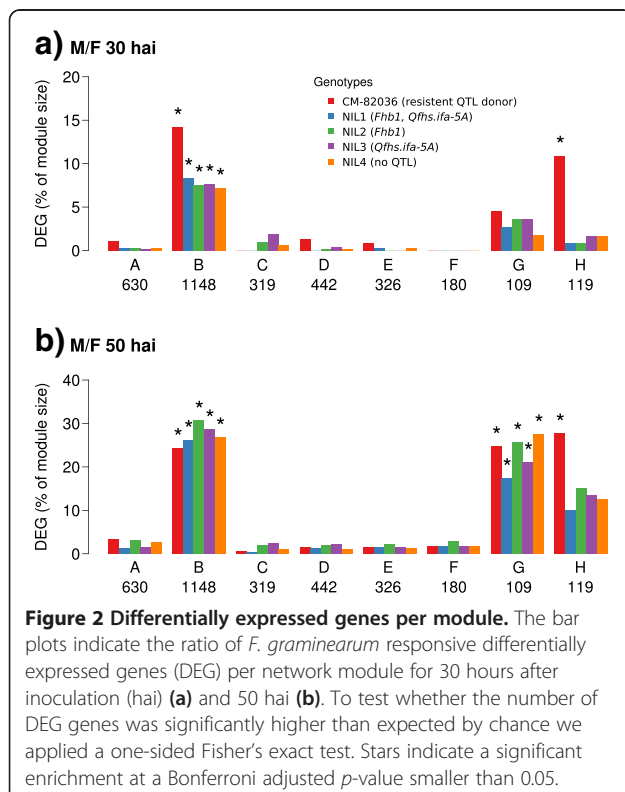 a) M/F 30 hai
DEG (% of module size)
20
15
10
5
0
Genotypes
CM-82036 (resistent QTL donor)
NIL1 (Fhb1, Qfhs.ifa-5A)
NIL2 (Fhb1)
NIL3 (Qfhs.ifa-5A)
NIL4 (no QTL)
* * * * * *
A B C D E F G H
630 1148 319 442 326 180 109 119
b) M/F 50 hai
DEG (% of module size)
40
30
20
10
0
* * * * * * * * * * *
A B C D E F G H
630 1148 319 442 326 180 109 119
Figure 2 Differentially expressed genes per module. The bar
plots indicate the ratio of F. graminearum responsive differentially
expressed genes (DEG) per network module for 30 hours after
inoculation (hai) (a) and 50 hai (b). To test whether the number of
DEG genes was significantly higher than expected by chance we
applied a one-sided Fisher's exact test. Stars indicate a significant
enrichment at a Bonferroni adjusted p-value smaller than 0.05.